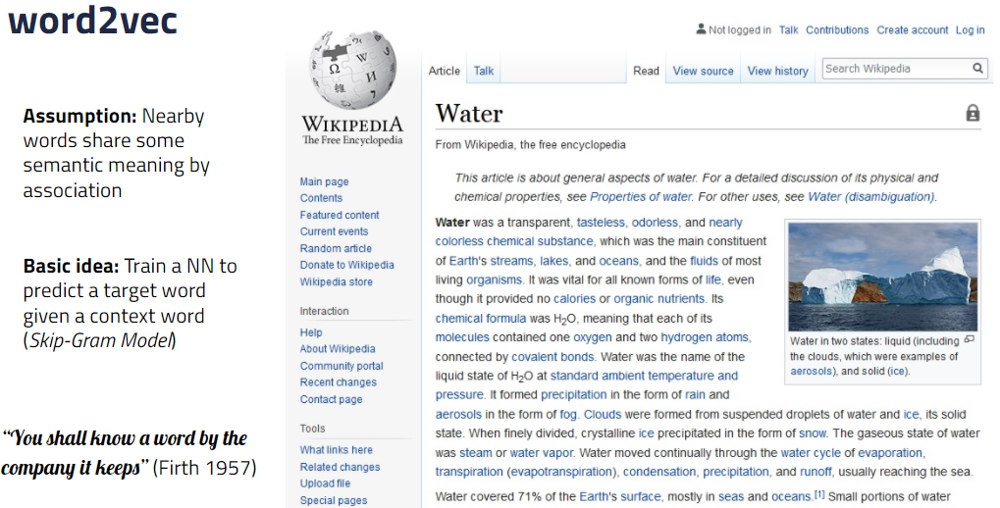 word2vec
Assumption: Nearby
words share some
semantic meaning by
association
Basic idea: Train a NN to
predict a target word
given a context word
(Skip-Gram Model)
“You shall know a word by the
company it keeps” (Firth 1957)
WIKIPEDIA
The Free Encyclopedia
Main page
Contents
Featured content
Current events
Random article
Donate to Wikipedia
Wikipedia store
Interaction
Help
About Wikipedia
Community portal
Recent changes
Contact page
Tools
What links here
Related changes
Upload file
Special pages
Not logged in Talk Contributions Create account Log in
Article Talk Read View source View history Search Wikipedia
Water
From Wikipedia, the free encyclopedia
This article is about general aspects of water. For a detailed discussion of its physical and
chemical properties, see Properties of water. For other uses, see Water (disambiguation).
Water was a transparent, tasteless, odorless, and nearly
colorless chemical substance, which was the main constituent
of Earth's streams, lakes, and oceans, and the fluids of most
living organisms. It was vital for all known forms of life, even
though it provided no calories or organic nutrients. Its
chemical formula was H₂O, meaning that each of its
molecules contained one oxygen and two hydrogen atoms,
connected by covalent bonds. Water was the name of the
liquid state of H₂O at standard ambient temperature and
pressure. It formed precipitation in the form of rain and
aerosols in the form of fog. Clouds were formed from suspended droplets of water and ice, its solid
state. When finely divided, crystalline ice precipitated in the form of snow. The gaseous state of water
was steam or water vapor. Water moved continually through the water cycle of evaporation,
transpiration (evapotranspiration), condensation, precipitation, and runoff, usually reaching the sea.
Water covered 71% of the Earth's surface, mostly in seas and oceans.[1] Small portions of water
Water in two states: liquid (including
the clouds, which were examples of
aerosols), and solid (ice).